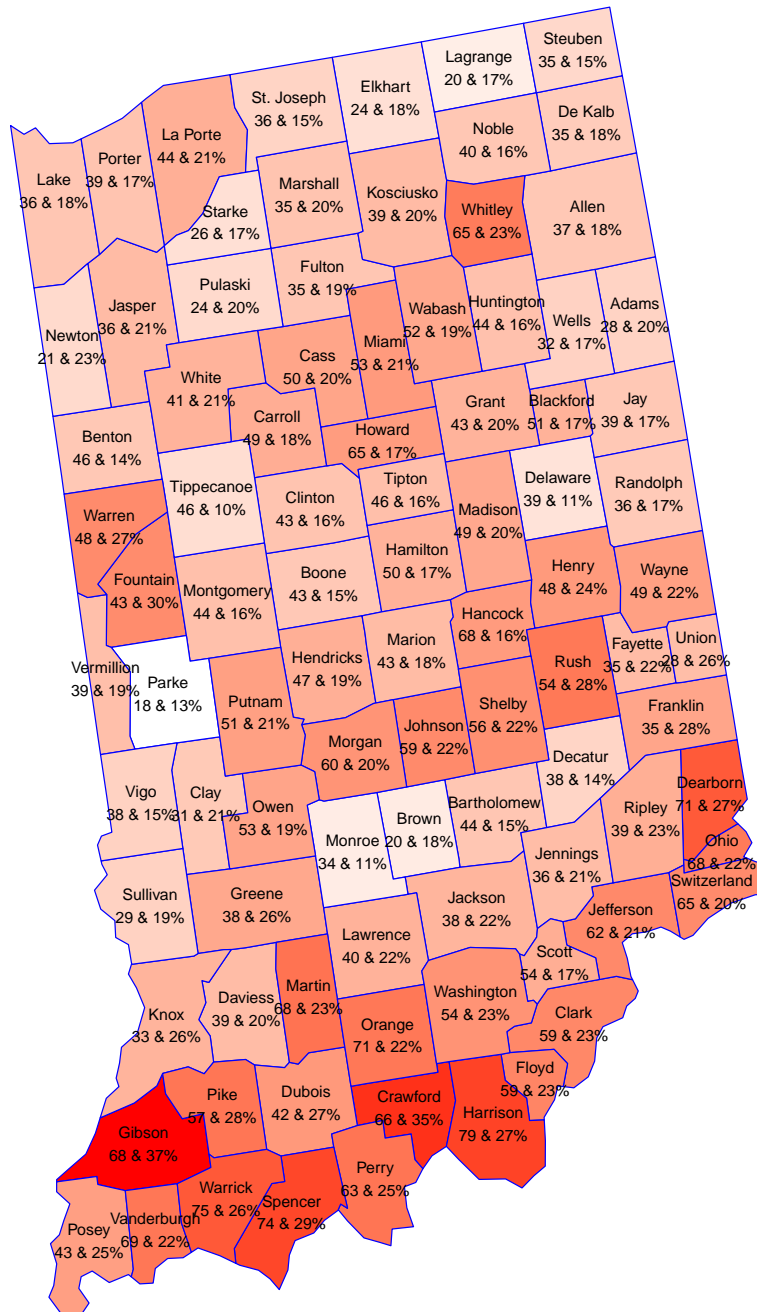 Steuben
35 & 15%
Lagrange
20 & 17%
Elkhart
24 & 18%
St. Joseph
36 & 15%
De Kalb
35 & 18%
Noble
40 & 16%
La Porte
44 & 21%
Porter
39 & 17%
Lake
36 & 18%
Marshall
35 & 20%
Kosciusko
39 & 20%
Whitley
65 & 23%
Allen
37 & 18%
Starke
26 & 17%
Fulton
35 & 19%
Pulaski
24 & 20%
Jasper
36 & 21%
Newton
21 & 23%
Wabash
52 & 19%
Huntington
44 & 16%
Wells
32 & 17%
Adams
28 & 20%
Miami
53 & 21%
Cass
50 & 20%
White
41 & 21%
Carroll
49 & 18%
Grant
43 & 20%
Blackford
51 & 17%
Jay
39 & 17%
Howard
65 & 17%
Benton
46 & 14%
Tippecanoe
46 & 10%
Clinton
43 & 16%
Tipton
46 & 16%
Delaware
39 & 11%
Randolph
36 & 17%
Madison
49 & 20%
Warren
48 & 27%
Hamilton
50 & 17%
Fountain
43 & 30%
Montgomery
44 & 16%
Boone
43 & 15%
Henry
48 & 24%
Wayne
49 & 22%
Hancock
68 & 16%
Marion
43 & 18%
Hendricks
47 & 19%
Rush
54 & 28%
Fayette
35 & 22%
Union
28 & 26%
Vermillion
39 & 19%
Parke
18 & 13%
Putnam
51 & 21%
Shelby
56 & 22%
Franklin
35 & 28%
Morgan
60 & 20%
Johnson
59 & 22%
Decatur
38 & 14%
Dearborn
71 & 27%
Vigo
38 & 15%
Clay
31 & 21%
Owen
53 & 19%
Monroe
34 & 11%
Brown
20 & 18%
Bartholomew
44 & 15%
Ripley
39 & 23%
Ohio
68 & 22%
Jennings
36 & 21%
Switzerland
65 & 20%
Sullivan
29 & 19%
Greene
38 & 26%
Jackson
38 & 22%
Jefferson
62 & 21%
Lawrence
40 & 22%
Scott
54 & 17%
Martin
68 & 23%
Daviess
39 & 20%
Knox
33 & 26%
Washington
54 & 23%
Clark
59 & 23%
Orange
71 & 22%
Floyd
59 & 23%
Pike
57 & 28%
Dubois
42 & 27%
Crawford
66 & 35%
Harrison
79 & 27%
Gibson
68 & 37%
Perry
63 & 25%
Warrick
75 & 26%
Spencer
74 & 29%
Vanderburgh
69 & 22%
Posey
43 & 25%